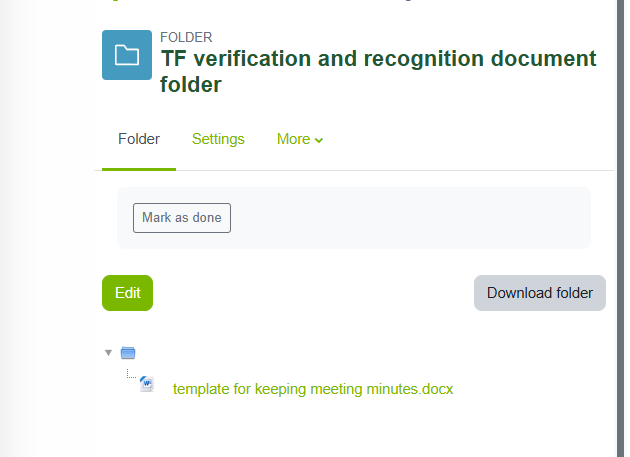 FOLDER
TF verification and recognition document
folder
Folder Settings More
Mark as done
Edit Download folder
template for keeping meeting minutes.docx